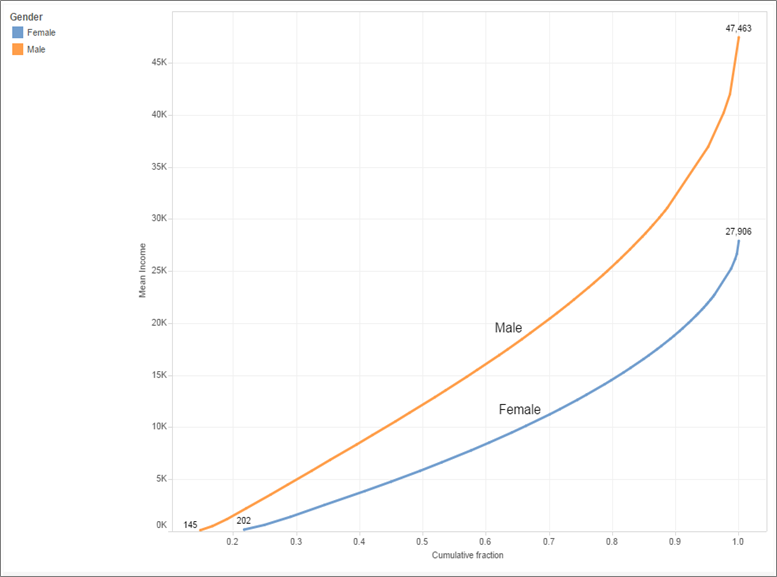 Gender
Female
Male
47,463
45K
40K
35K
30K
27,906
25K
Mean Income
20K
Male
15K
Female
10K
5K
0K
145
202
0.2 0.3 0.4 0.5 0.6 0.7 0.8 0.9 1.0
Cumulative fraction